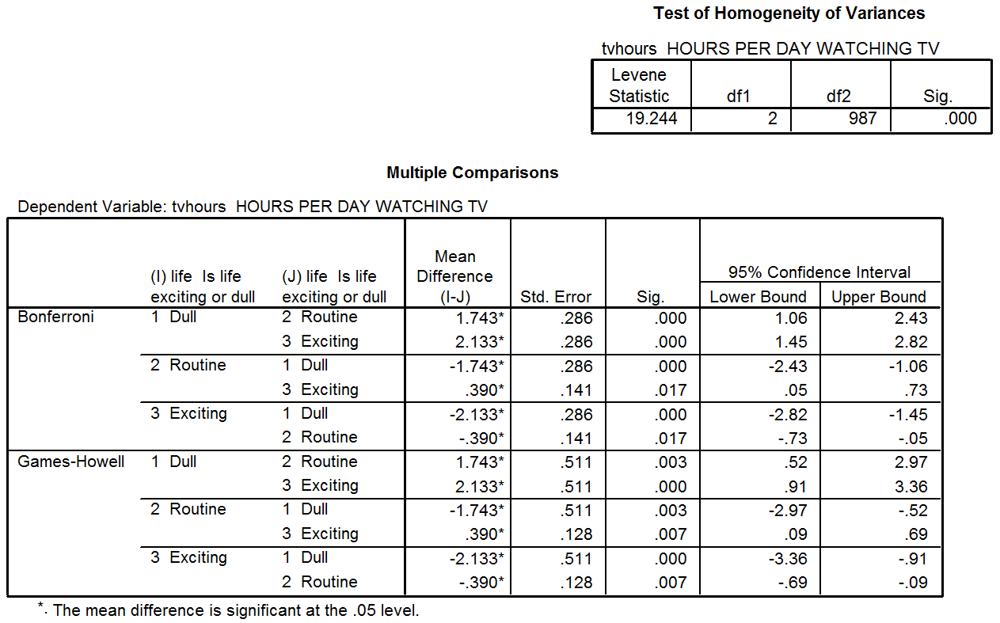 Test of Homogeneity of Variances
tvhours HOURS PER DAY WATCHING TV
Levene Statistic df1 df2 Sig.
19.244 2 987 .000
Multiple Comparisons
Dependent Variable: tvhours HOURS PER DAY WATCHING TV
(I) life Is life exciting or dull (J) life Is life exciting or dull Mean Difference (I-J) Std. Error Sig. 95% Confidence Interval Lower Bound Upper Bound
Bonferroni 1 Dull 2 Routine 1.743* .286 .000 1.06 2.43
3 Exciting 2.133* .286 .000 1.45 2.82
2 Routine 1 Dull -1.743* .286 .000 -2.43 -1.06
3 Exciting .390* .141 .017 .05 .73
3 Exciting 1 Dull -2.133* .286 .000 -2.82 -1.45
2 Routine -.390* .141 .017 -.73 -.05
Games-Howell 1 Dull 2 Routine 1.743* .511 .003 .52 2.97
3 Exciting 2.133* .511 .000 .91 3.36
2 Routine 1 Dull -1.743* .511 .003 -2.97 -.52
3 Exciting .390* .128 .007 .09 .69
3 Exciting 1 Dull -2.133* .511 .000 -3.36 -.91
2 Routine -.390* .128 .007 -.69 -.09
*. The mean difference is significant at the .05 level.